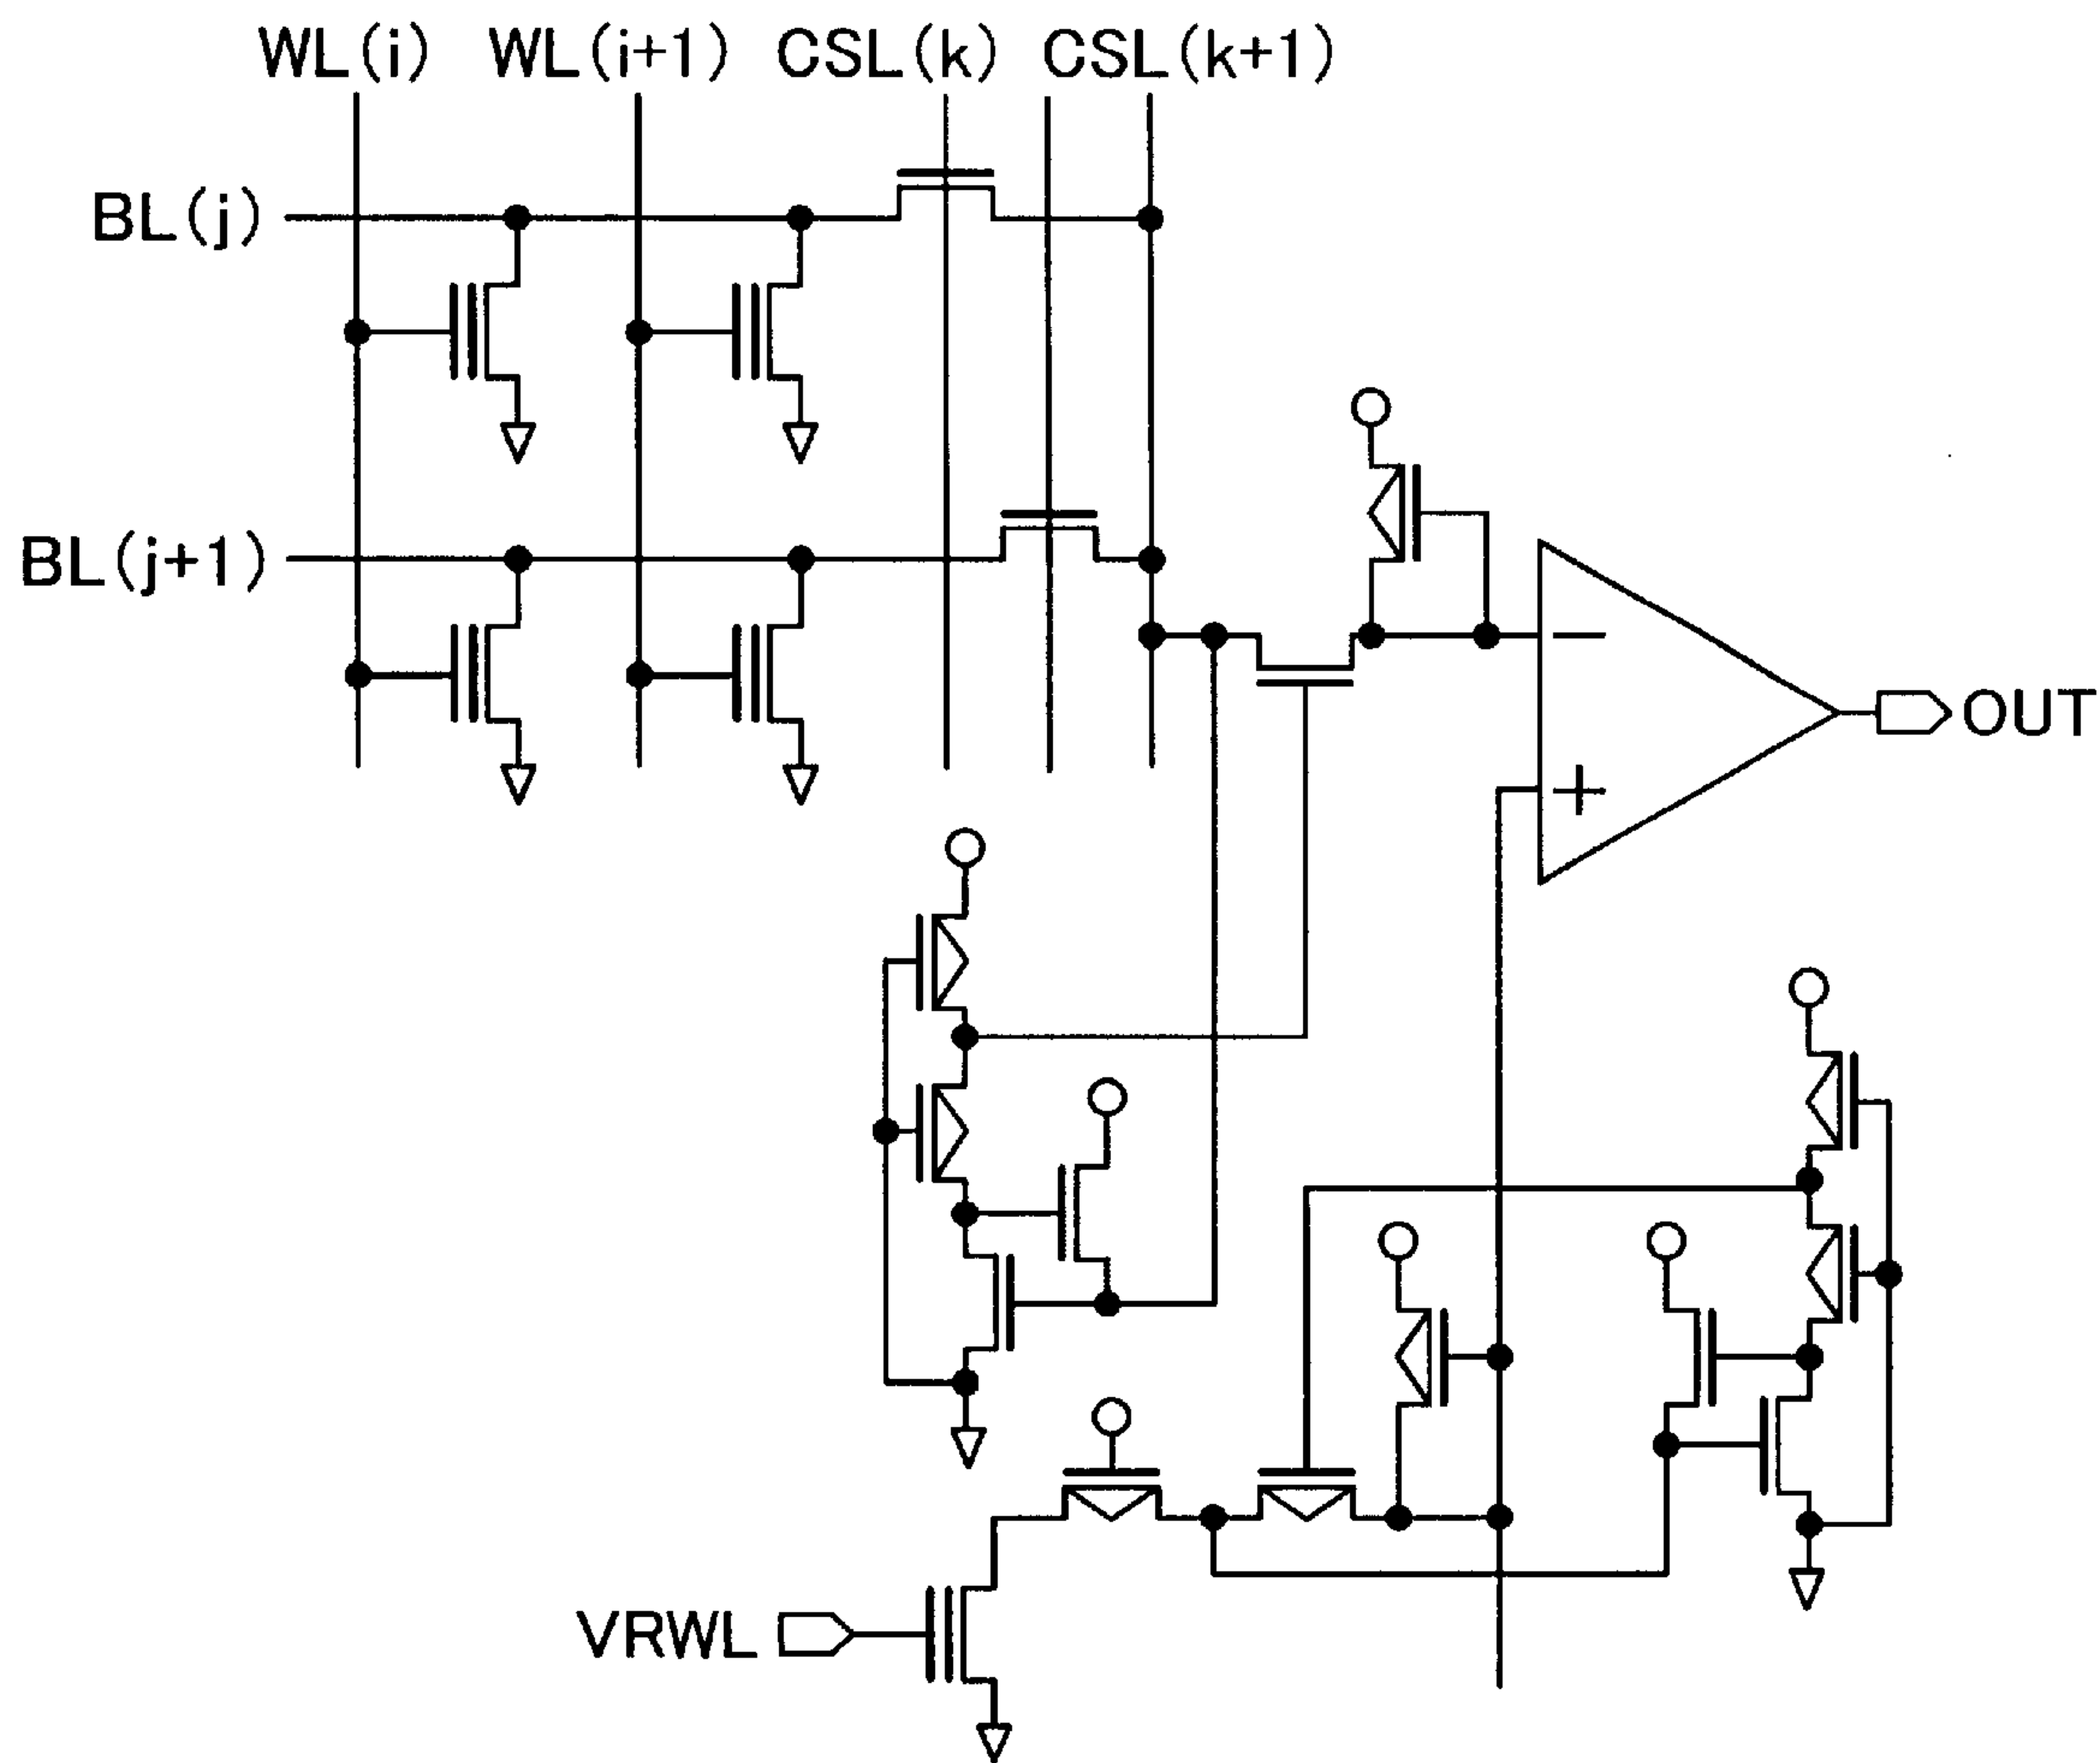 WL(i) WL(i+1) CSL(k) CSL(k+1)
BL(j)
BL(j+1)
−
+
OUT
VRWL